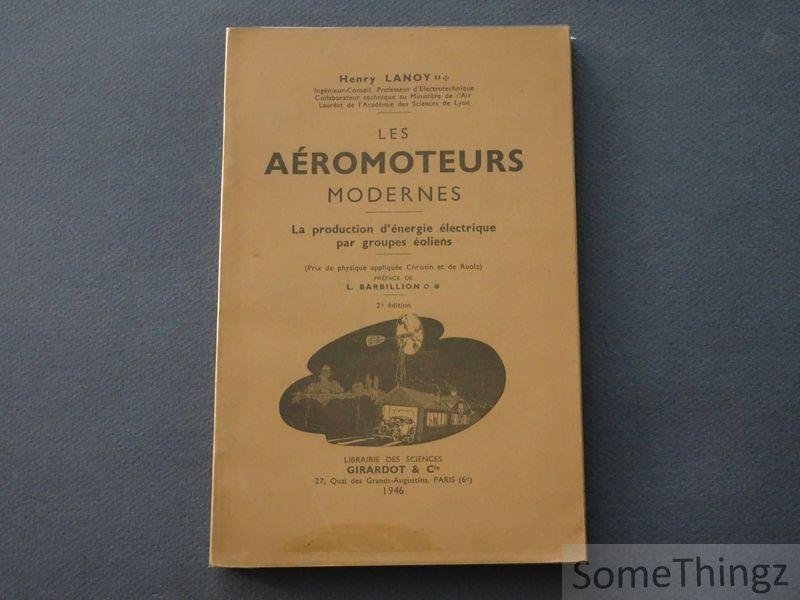 Henry LANOY
Ingénieur-Conseil, Professeur d'Electrotechnique
Collaborateur technique au Ministère de l'Air
Lauréat de l'Académie des Sciences de Lyon
LES
AÉROMOTEURS
MODERNES
La production d'énergie électrique
par groupes éoliens
(Prix de physique appliquée Christin et de Ruolz)
PRÉFACE DE
L. BARBILLION O.
2e édition
LIBRAIRIE DES SCIENCES
GIRARDOT & Cie
27, Quai des Grands-Augustins, PARIS (6e)
1946
SomeThingz